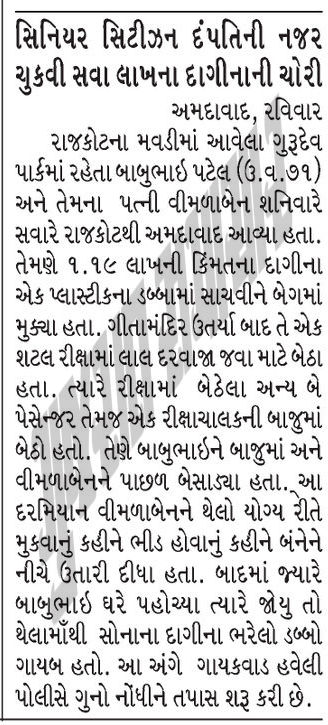 સિનિયર સિટીઝન દંપતિની નજર
ચુકવી સવા લાખના દાગીનાની ચોરી
અમદાવાદ, રવિવાર
રાજકોટના મવડીમાં આવેલા ગુરૂદેવ
પાર્કમાં રહેતા બાબુભાઇ પટેલ (ઉ.વ.૭૧)
અને તેમના પત્ની વીમળાબેન શનિવારે
સવારે રાજકોટથી અમદાવાદ આવ્યા હતા.
તેમણે ૧.૧૯ લાખની કિંમતના દાગીના
એક પ્લાસ્ટીકના ડબ્બામાં સાચવીને બેગમાં
મુક્યા હતા. ગીતામંદિર ઉતર્યા બાદ તે એક
શટલ રીક્ષામાં લાલ દરવાજા જવા માટે બેઠા
હતા. ત્યારે રીક્ષામાં બેઠેલા અન્ય બે
પેસેન્જર તેમજ એક રીક્ષાચાલકની બાજુમાં
બેઠી હતો. તેણે બાબુભાઇને બાજુમાં અને
વીમળાબેનને પાછળ બેસાડ્યા હતા. આ
દરમિયાન વીમળાબેનને થેલો યોગ્ય રીતે
મુકવાનું કહીને ભીડ હોવાનું કહીને બંનેને
નીચે ઉતારી દીધા હતા. બાદમાં જ્યારે
બાબુભાઇ ઘરે પહોચ્યા ત્યારે જોયુ તો
થેલામાઁથી સોનાના દાગીના ભરેલો ડબ્બો
ગાયબ હતો. આ અંગે ગાયકવાડ હવેલી
પોલીસે ગુનો નોંધીને તપાસ શરૂ કરી છે.